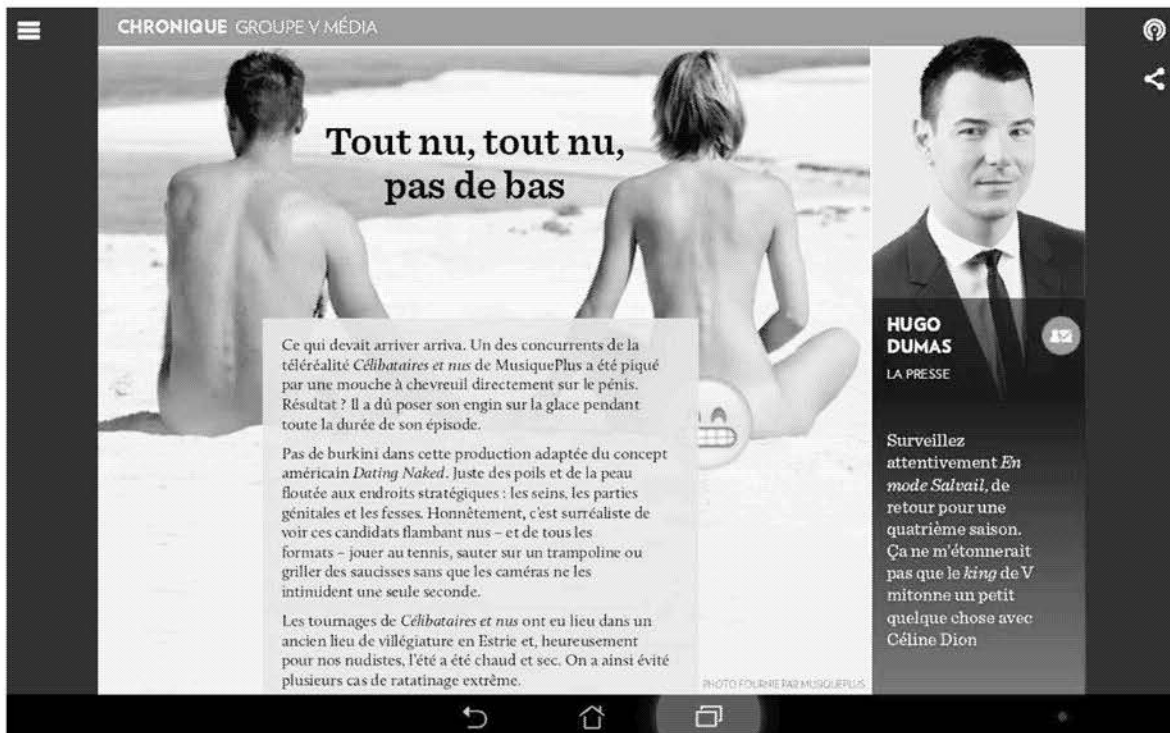 CHRONIQUE GROUPE V MÉDIA
Tout nu, tout nu,
pas de bas
Ce qui devait arriver arriva. Un des concurrents de la
téléréalité Célibataires et nus de MusiquePlus a été piqué
par une mouche à chevreuil directement sur le pénis.
Résultat ? Il a dû poser son engin sur la glace pendant
toute la durée de son épisode.
Pas de burkini dans cette production adaptée du concept
américain Dating Naked. Juste des poils et de la peau
floutée aux endroits stratégiques : les seins, les parties
génitales et les fesses. Honnêtement, c'est surréaliste de
voir ces candidats flambant nus – et de tous les
formats – jouer au tennis, sauter sur un trampoline ou
griller des saucisses sans que les caméras ne les
intimident une seule seconde.
Les tournages de Célibataires et nus ont eu lieu dans un
ancien lieu de villégiature en Estrie et, heureusement
pour nos nudistes, l'été a été chaud et sec. On a ainsi évité
plusieurs cas de ratatinage extrême.
PHOTO FOURNIE PAR MUSIQUEPLUS
HUGO
DUMAS
LA PRESSE
Surveillez
attentivement En
mode Salvail, de
retour pour une
quatrième saison.
Ça ne m'étonnerait
pas que le king de V
mitonne un petit
quelque chose avec
Céline Dion